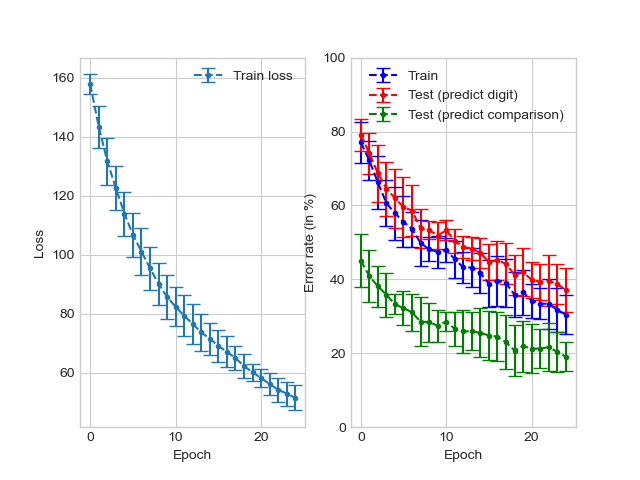 Train loss
160
140
120
100
80
60
Loss
0
10
20
Epoch
Train
Test (predict digit)
Test (predict comparison)
100
80
60
40
20
0
Error rate (in %)
0
10
20
Epoch